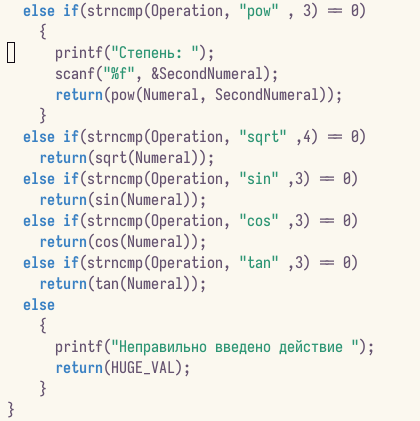 else if(strncmp(Operation, "pow" , 3) == 0)
{
printf("Степень: ");
scanf("%f", &SecondNumeral);
return(pow(Numeral, SecondNumeral));
}
else if(strncmp(Operation, "sqrt" ,4) == 0)
return(sqrt(Numeral));
else if(strncmp(Operation, "sin" ,3) == 0)
return(sin(Numeral));
else if(strncmp(Operation, "cos" ,3) == 0)
return(cos(Numeral));
else if(strncmp(Operation, "tan" ,3) == 0)
return(tan(Numeral));
else
{
printf("Неправильно введено действие ");
return(HUGE_VAL);
}
}